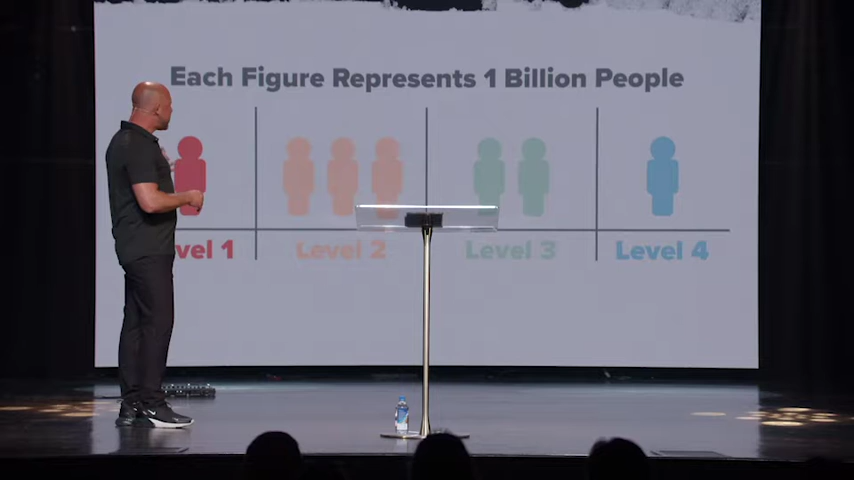 Each Figure Represents 1 Billion People
vel 1
Level 2
Level 3
Level 4